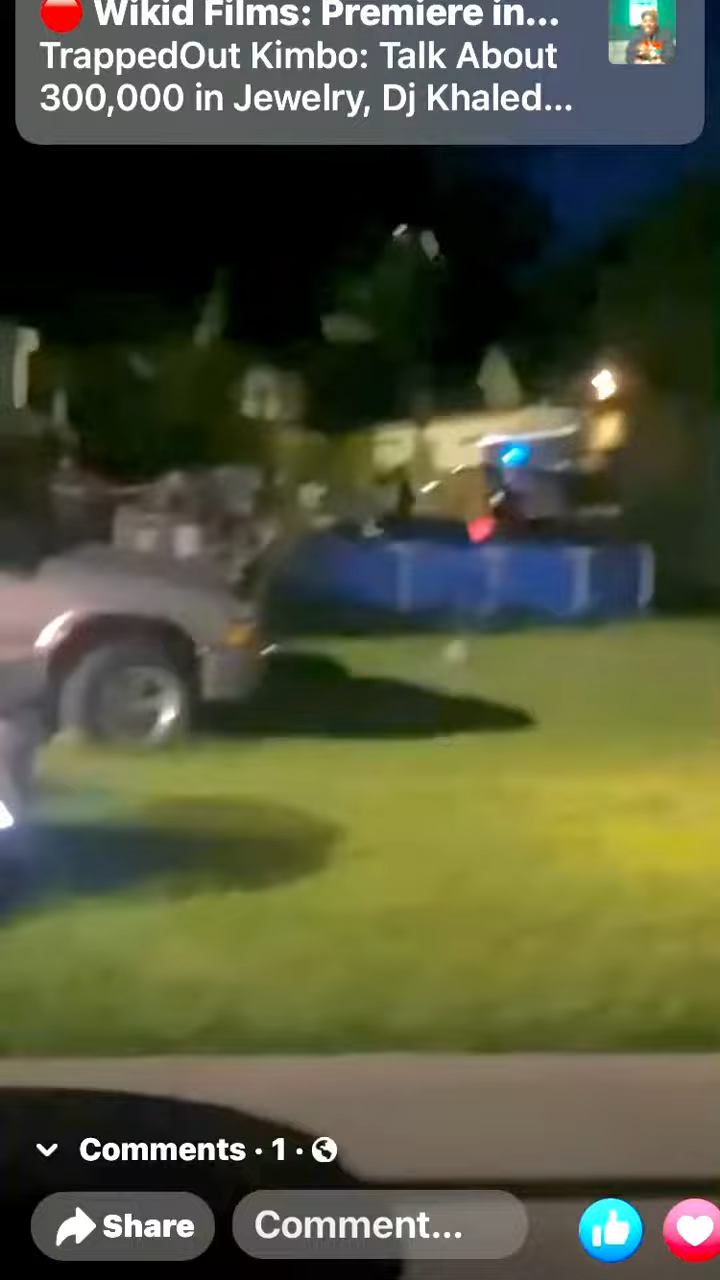 Wikid Films: Premiere in...
TrappedOut Kimbo: Talk About
300,000 in Jewelry, Dj Khaled...
Comments · 1 ·
Share
Comment...